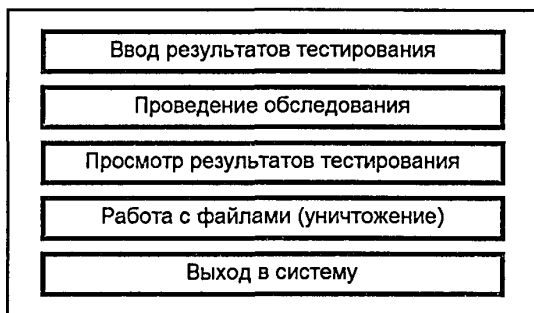 Ввод результатов тестирования
Проведение обследования
Просмотр результатов тестирования
Работа с файлами (уничтожение)
Выход в систему